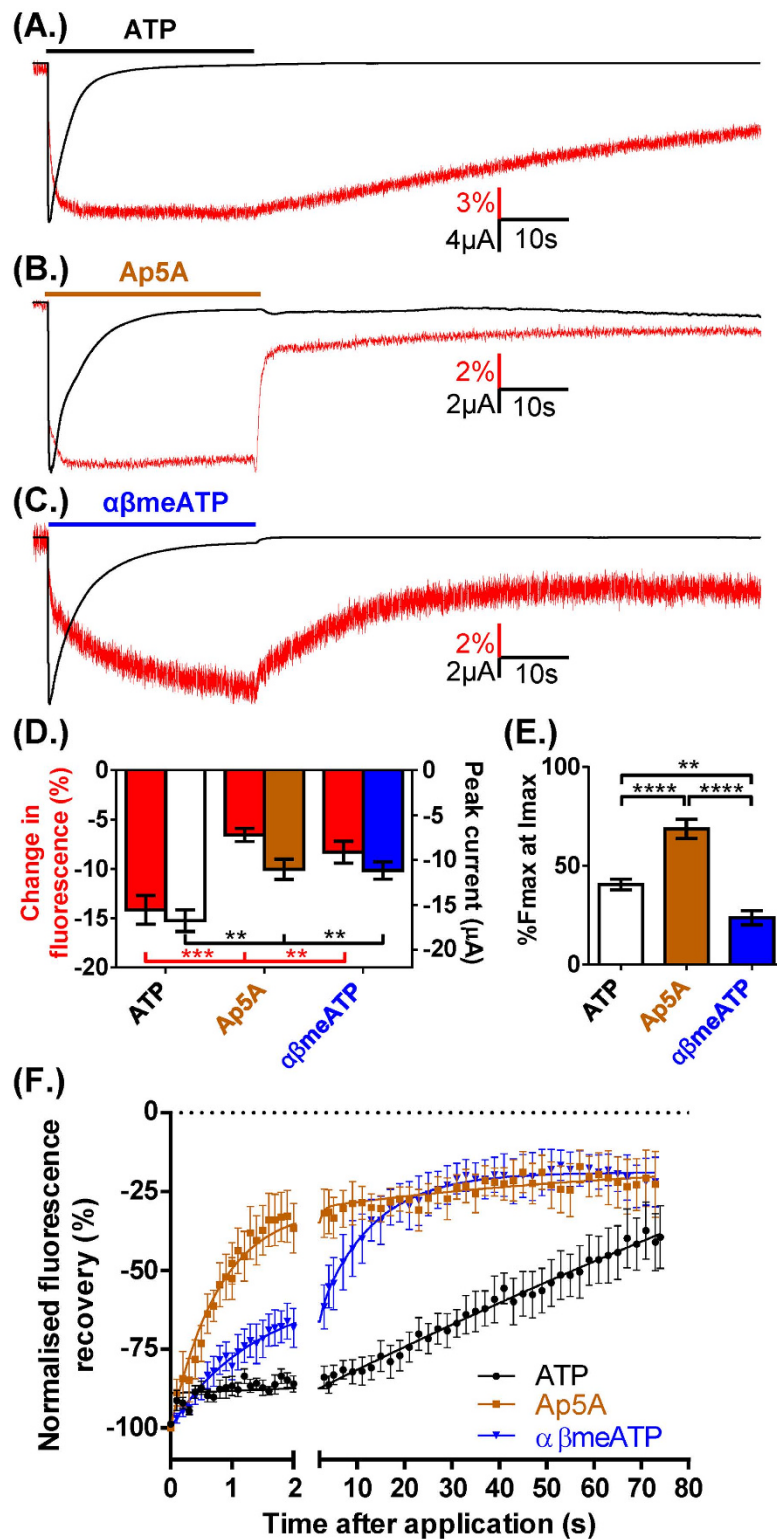 (A.)
ATP
3%
4μA 10s
(B.)
Ap5A
2%
2μA 10s
(C.)
αβmeATP
2%
2μA 10s
(D.)
0 0
-5 -5
-10 -10
-15 -15
-20
Change in
fluorescence (%)
Peak current (μA)
** **
*** **
ATP
Ap5A
αβmeATP
(E.)
100
50
0
%Fmax at Imax
**
**** ****
ATP
Ap5A
αβmeATP
(F.)
0
-25
-50
-75
-100
Normalised fluorescence
recovery (%)
ATP
Ap5A
α βmeATP
0 1 2 10 20 30 40 50 60 70 80
Time after application (s)